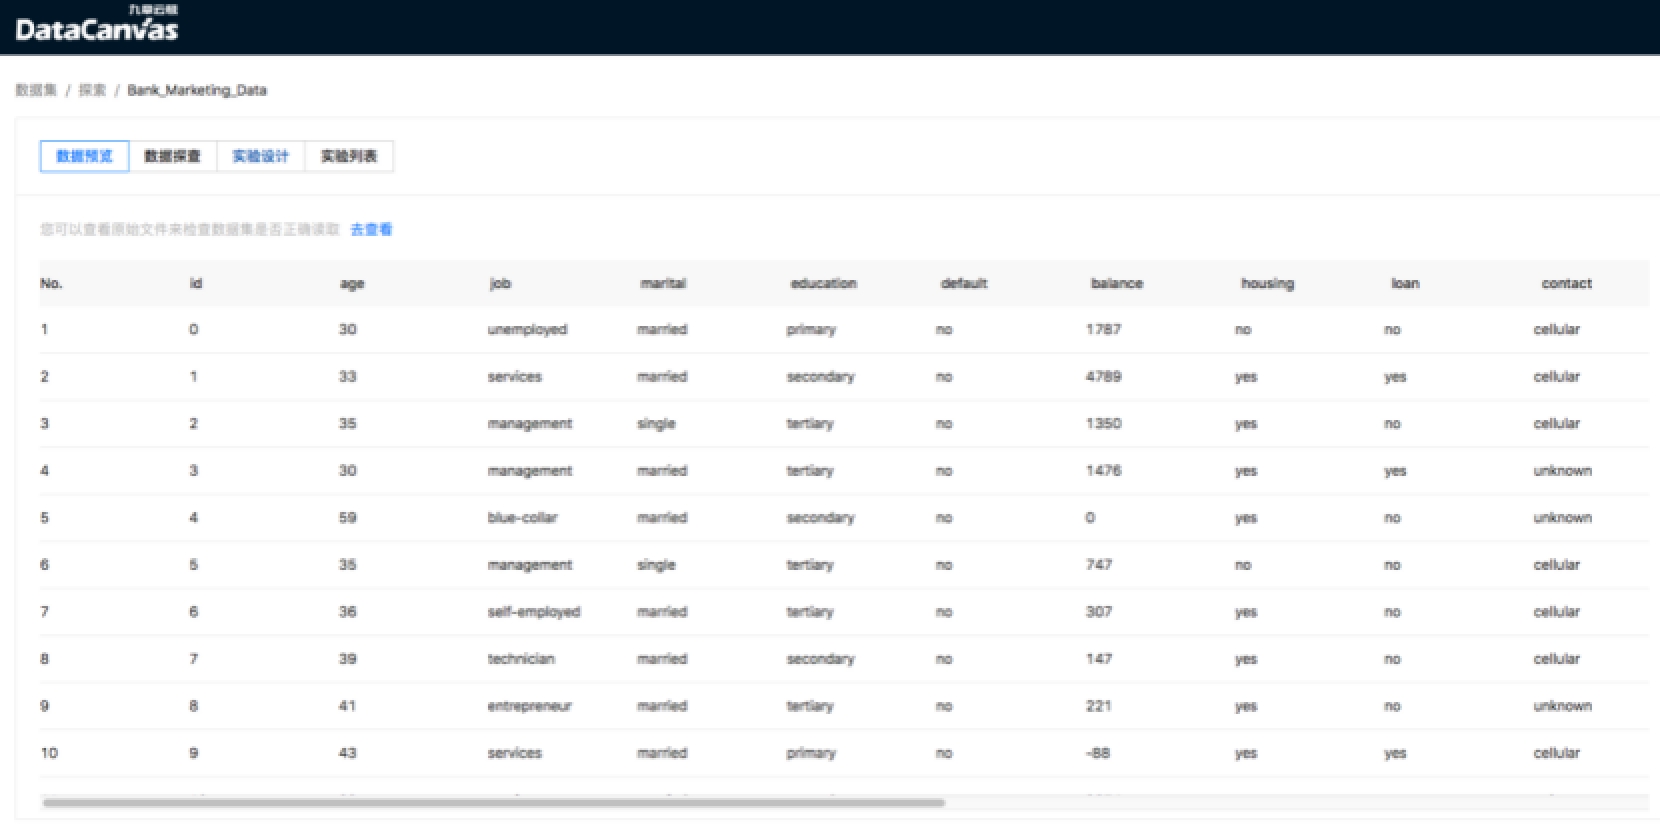 九章云极
DataCanvas
数据集 / 探索 / Bank_Marketing_Data
数据预览 数据探查 实验设计 实验列表
您可以查看原始文件来检查数据集是否正确读取 去查看
No. id age job marital education default balance housing loan contact
1 0 30 unemployed married primary no 1787 no no cellular
2 1 33 services married secondary no 4789 yes yes cellular
3 2 35 management single tertiary no 1350 yes no cellular
4 3 30 management married tertiary no 1476 yes yes unknown
5 4 59 blue-collar married secondary no 0 yes no unknown
6 5 35 management single tertiary no 747 no no cellular
7 6 36 self-employed married tertiary no 307 yes no cellular
8 7 39 technician married secondary no 147 yes no cellular
9 8 41 entrepreneur married tertiary no 221 yes no unknown
10 9 43 services married primary no -88 yes yes cellular